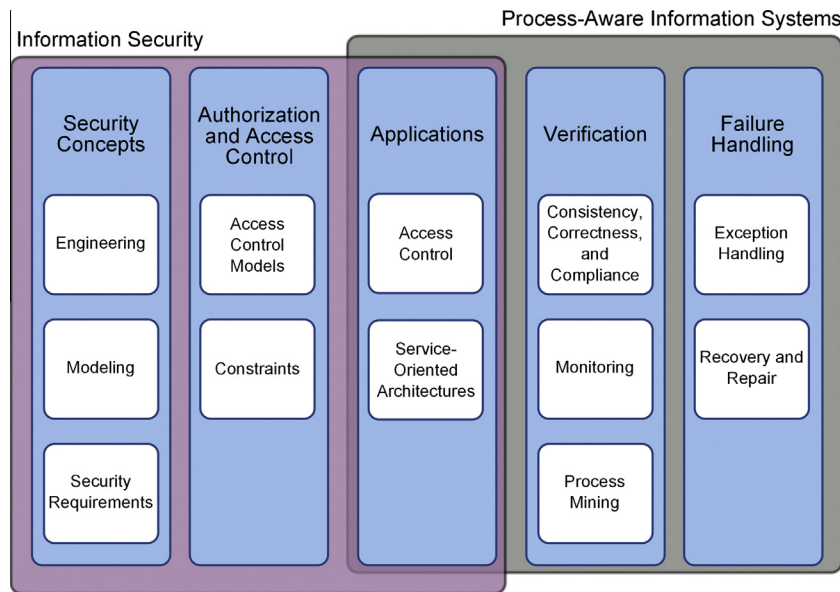 Process-Aware Information Systems
Information Security
Security
Concepts
Engineering
Modeling
Security
Requirements
Authorization
and Access
Control
Access
Control
Models
Constraints
Applications
Access
Control
Service-
Oriented
Architectures
Verification
Consistency,
Correctness,
and
Compliance
Monitoring
Process
Mining
Failure
Handling
Exception
Handling
Recovery and
Repair